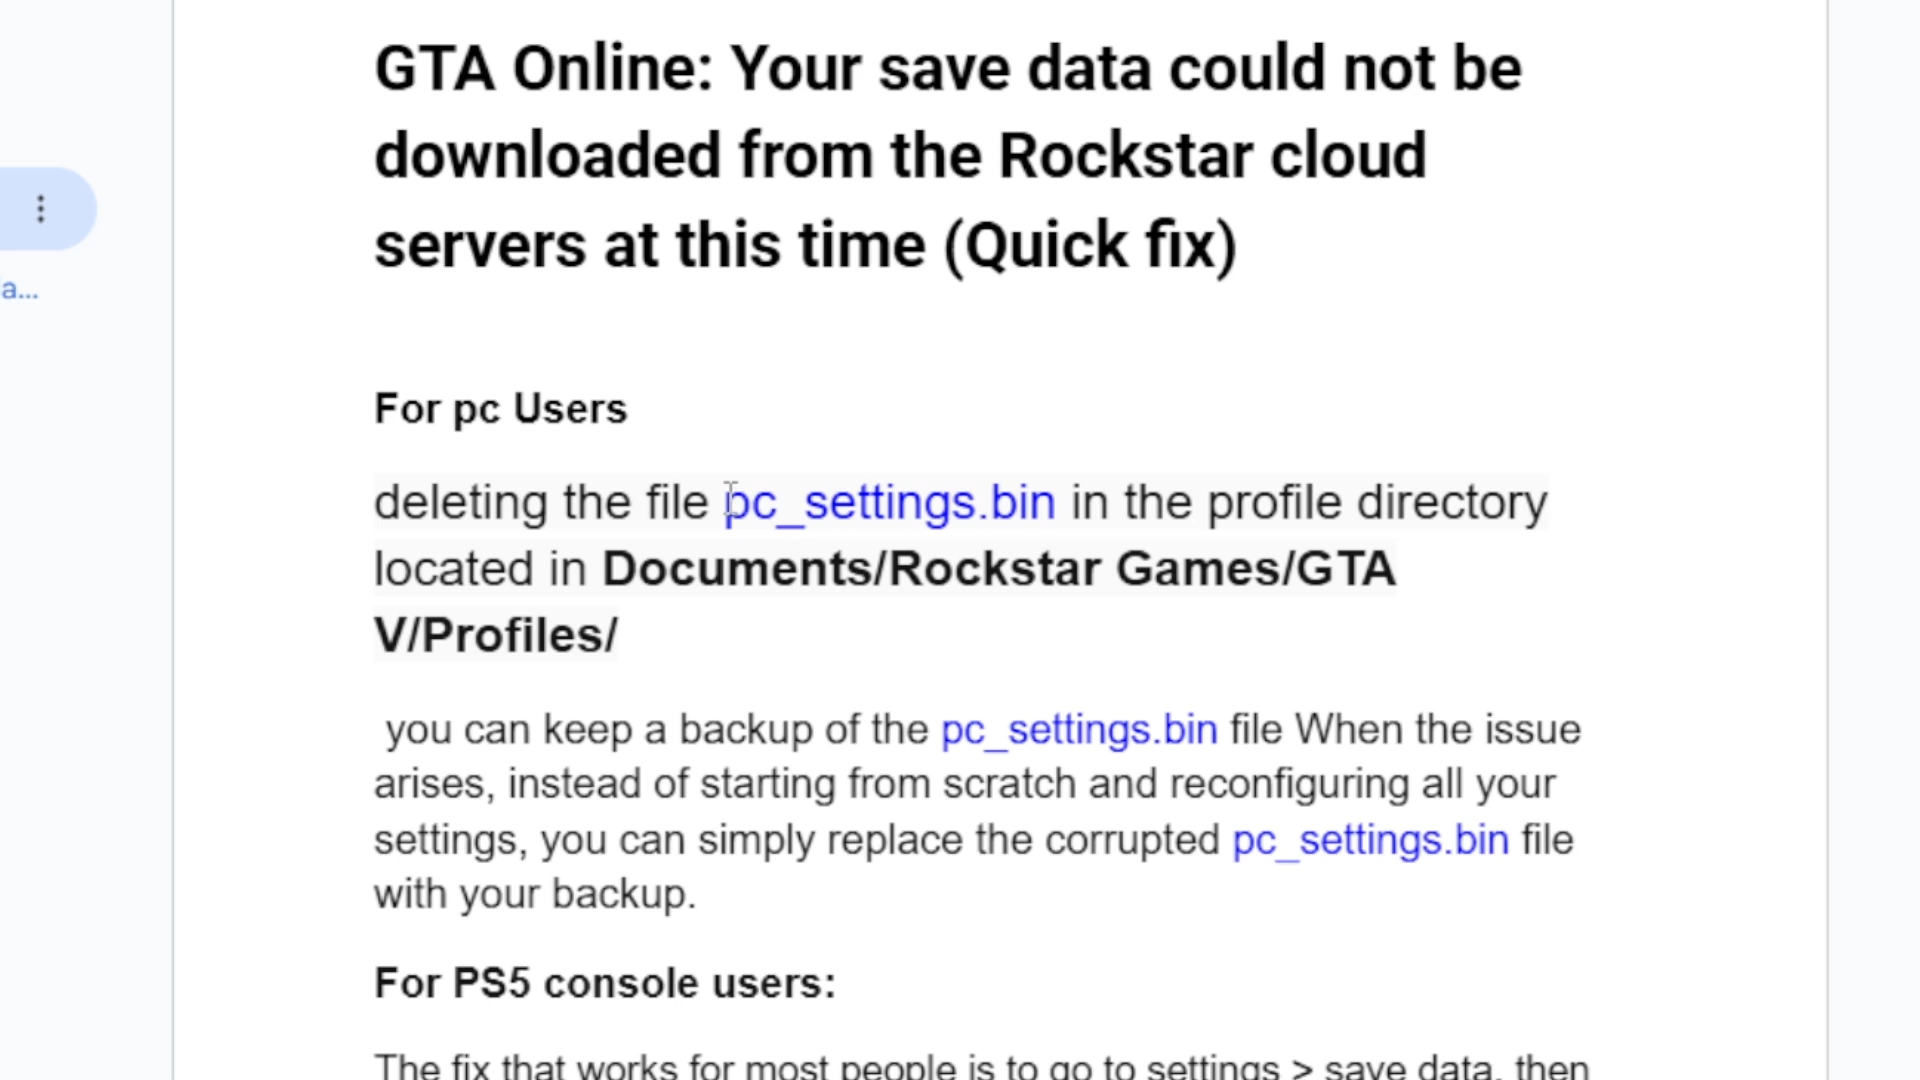 GTA Online: Your save data could not be
downloaded from the Rockstar cloud
servers at this time (Quick fix)
a...
For pc Users
deleting the file pc_settings.bin in the profile directory
located in Documents/Rockstar Games/GTA
V/Profiles/
you can keep a backup of the pc_settings.bin file When the issue
arises, instead of starting from scratch and reconfiguring all your
settings, you can simply replace the corrupted pc_settings.bin file
with your backup.
For PS5 console users:
The fix that works for most people is to go to settings > save data, then